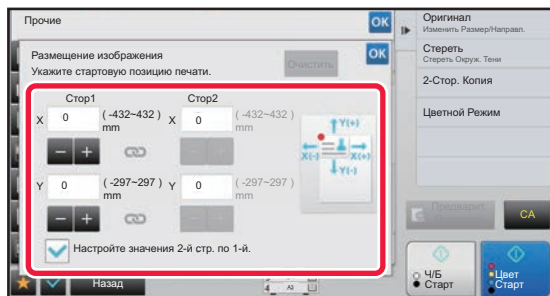 Прочие
OK
Размещение изображения
Укажите стартовую позицию печати.
Очистить
OK
Стор1
Стор2
X 0 (-432~432) mm
X 0 (-432~432) mm
- +
- +
Y 0 (-297~297) mm
Y 0 (-297~297) mm
- +
- +
Y(+)
X(-) X(+)
Y(-)
Настройте значения 2-й стр. по 1-й.
Назад
4 A3
Оригинал
Изменить Размер/Направл.
Стереть
Стереть Окруж. Тени
2-Стор. Копия
Цветной Режим
Предварит.
CA
Ч/Б
Старт
Цвет
Старт